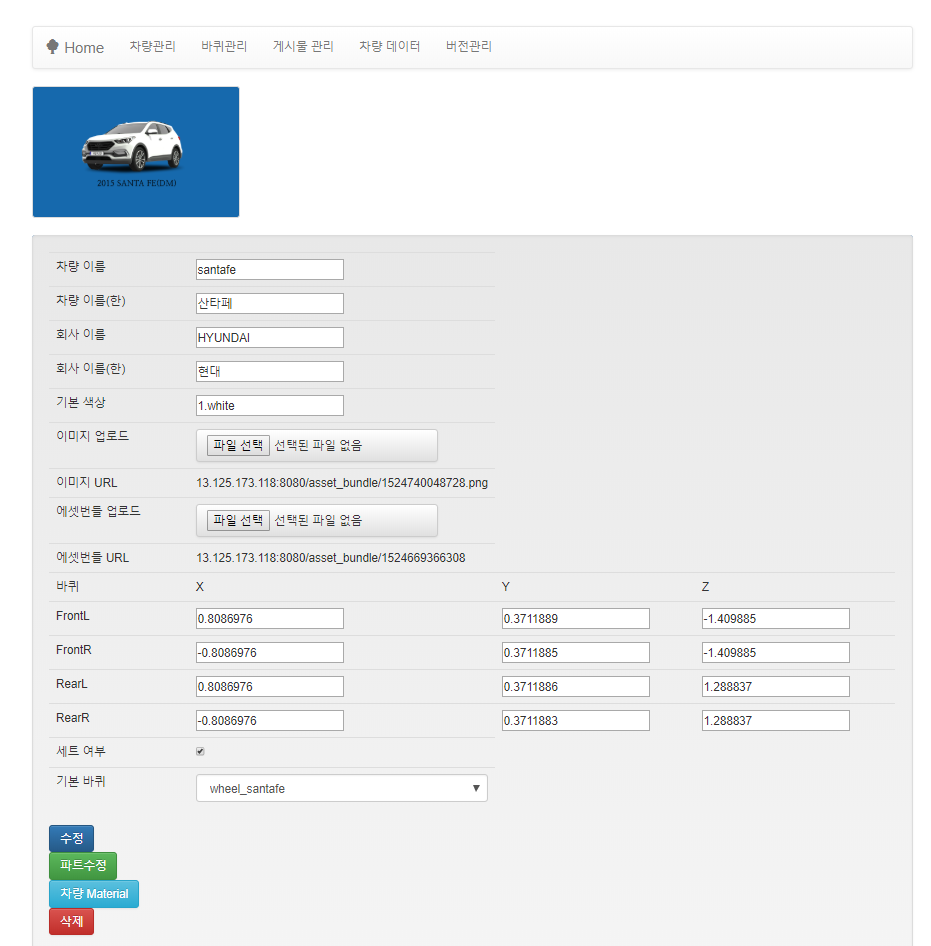 Home 차량관리 바퀴관리 게시물 관리 차량 데이터 버전관리
2015 SANTA FE(DM)
차량 이름 santafe
차량 이름(한) 산타페
회사 이름 HYUNDAI
회사 이름(한) 현대
기본 색상 1.white
이미지 업로드 파일 선택 선택된 파일 없음
이미지 URL 13.125.173.118:8080/asset_bundle/1524740048728.png
에셋번들 업로드 파일 선택 선택된 파일 없음
에셋번들 URL 13.125.173.118:8080/asset_bundle/1524669366308
바퀴 X Y Z
FrontL 0.8086976 0.3711889 -1.409885
FrontR -0.8086976 0.3711885 -1.409885
RearL 0.8086976 0.3711886 1.288837
RearR -0.8086976 0.3711883 1.288837
세트 여부
기본 바퀴 wheel_santafe
수정
파트수정
차량 Material
삭제